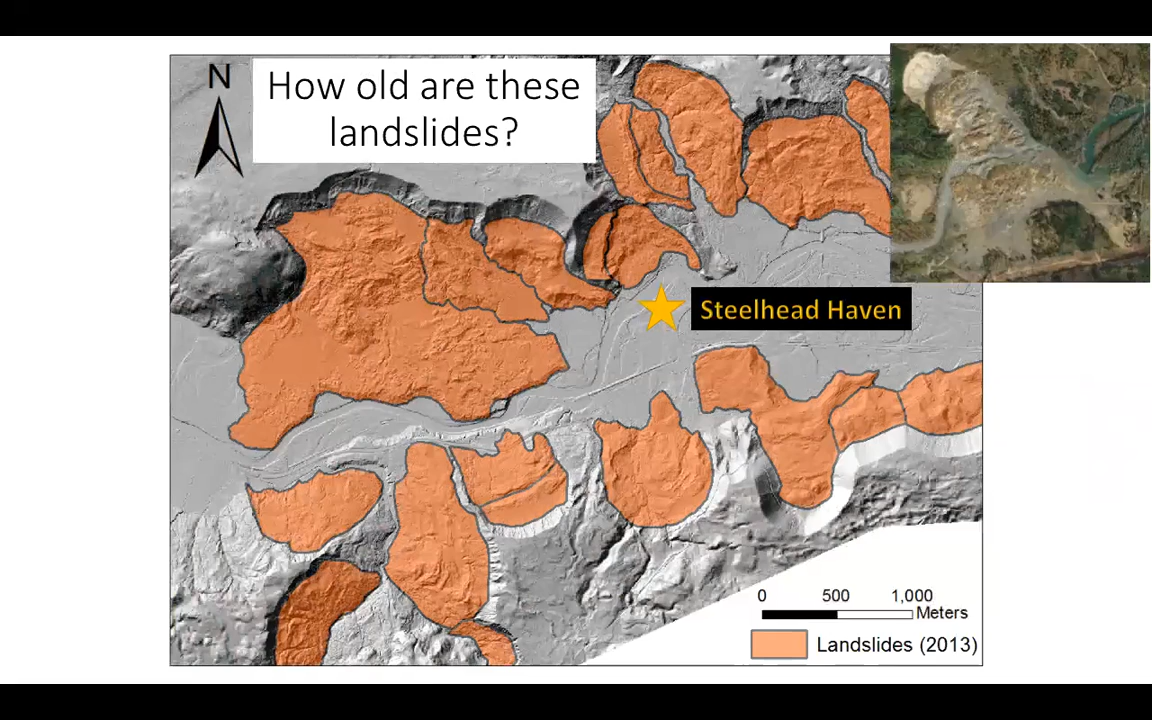 N
How old are these
landslides?
Steelhead Haven
0 500 1,000
Meters
Landslides (2013)